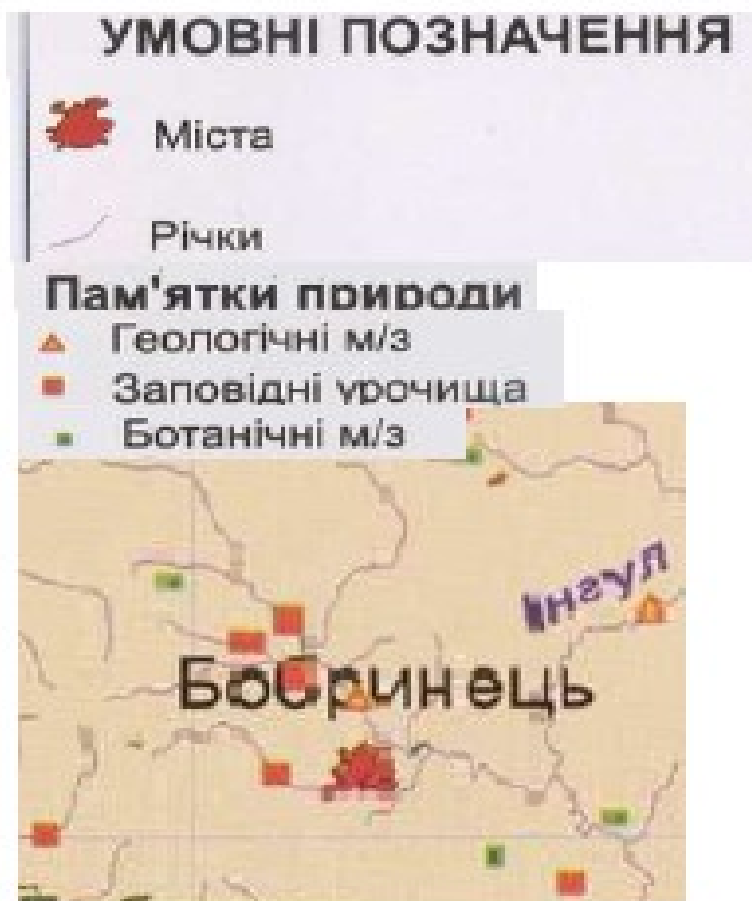 УМОВНІ ПОЗНАЧЕННЯ
Міста
Річки
Пам'ятки природи
Геологічні м/з
Заповідні урочища
Ботанічні м/з
Інгул
Бобринець